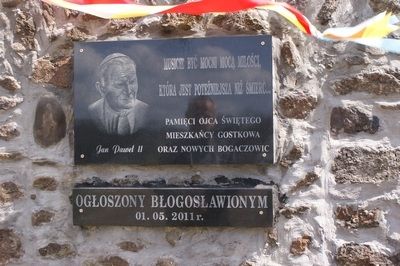 MUSICIE BYĆ MOCNI MOCĄ MIŁOŚCI,
KTÓRA JEST POTĘŻNIEJSZA NIŻ ŚMIERĆ...
PAMIĘCI OJCA ŚWIĘTEGO
MIESZKAŃCY GOSTKOWA
ORAZ NOWYCH BOGACZOWIC
Jan Paweł II
OGŁOSZONY BŁOGOSŁAWIONYM
01. 05. 2011 r.